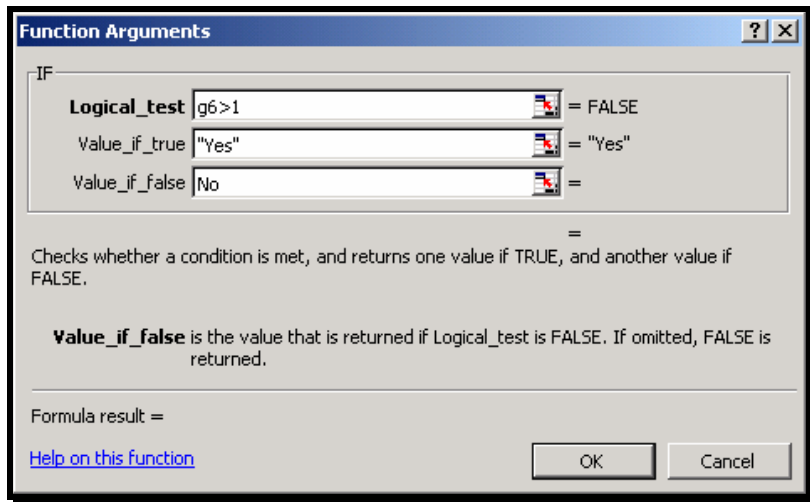 Function Arguments ? X
IF
Logical_test g6>1 = FALSE
Value_if_true "Yes" = "Yes"
Value_if_false No =
=
Checks whether a condition is met, and returns one value if TRUE, and another value if
FALSE.
Value_if_false is the value that is returned if Logical_test is FALSE. If omitted, FALSE is
returned.
Formula result =
Help on this function OK Cancel